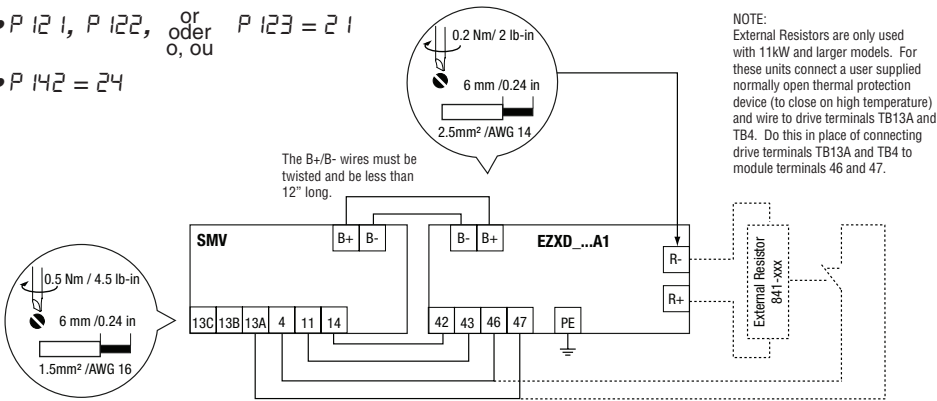 •P121, P122, or oder o, ou P123 = 21
•P142 = 24
0.2 Nm/ 2 lb-in
6 mm /0.24 in
2.5mm² /AWG 14
NOTE:
External Resistors are only used
with 11kW and larger models. For
these units connect a user supplied
normally open thermal protection
device (to close on high temperature)
and wire to drive terminals TB13A and
TB4. Do this in place of connecting
drive terminals TB13A and TB4 to
module terminals 46 and 47.
The B+/B- wires must be
twisted and be less than
12” long.
SMV
B+ B-
B- B+
EZXD_...A1
R-
R+
External Resistor
841-xxx
0.5 Nm / 4.5 lb-in
6 mm /0.24 in
1.5mm² /AWG 16
13C 13B 13A 4 11 14
42 43 46 47 PE